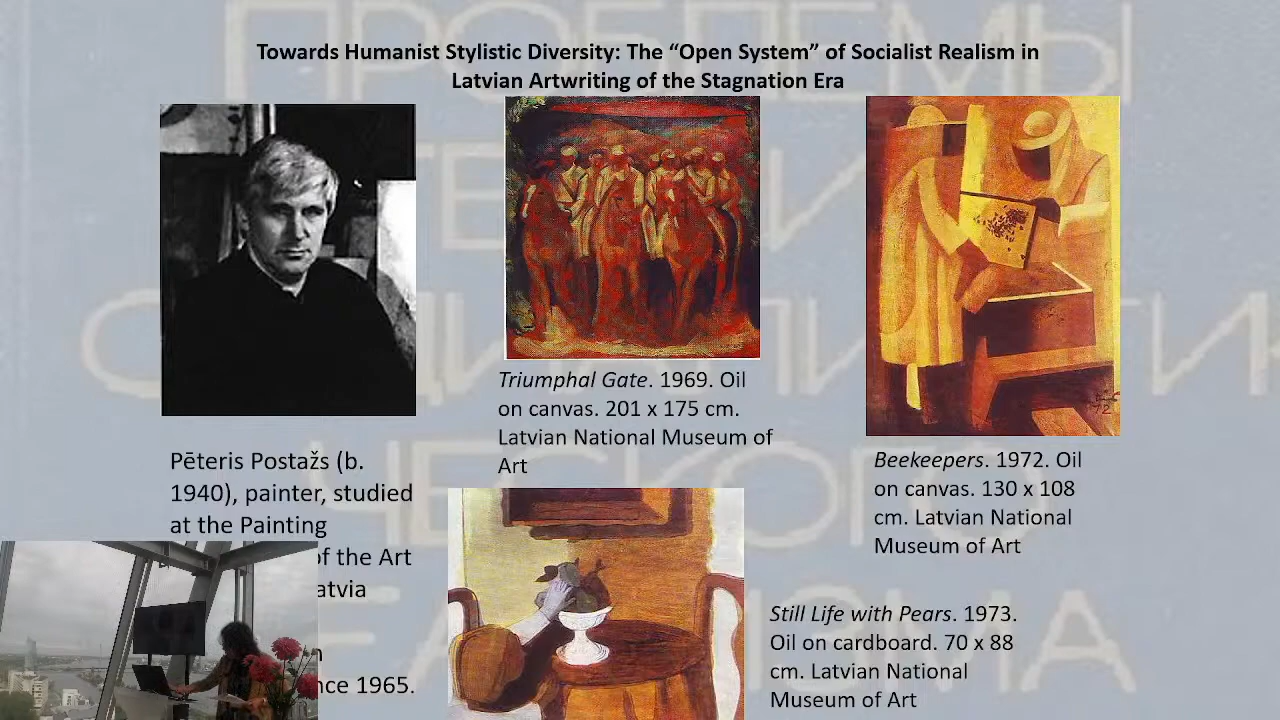 Towards Humanist Stylistic Diversity: The “Open System” of Socialist Realism in
Latvian Artwriting of the Stagnation Era
Pēteris Postažs (b.
1940), painter, studied
at the Painting
of the Art
atvia
nce 1965.
Triumphal Gate. 1969. Oil
on canvas. 201 x 175 cm.
Latvian National Museum of
Art
Beekeepers. 1972. Oil
on canvas. 130 x 108
cm. Latvian National
Museum of Art
Still Life with Pears. 1973.
Oil on cardboard. 70 x 88
cm. Latvian National
Museum of Art
ПРОБЛЕМЫ